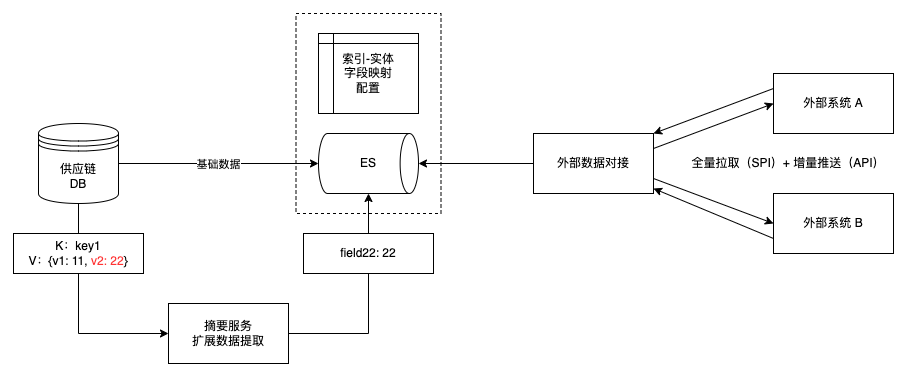 索引-实体
字段映射
配置
外部系统 A
供应链
DB
基础数据
ES
外部数据对接
全量拉取（SPI）+ 增量推送（API）
K：key1
V：{v1: 11, v2: 22}
field22: 22
外部系统 B
摘要服务
扩展数据提取